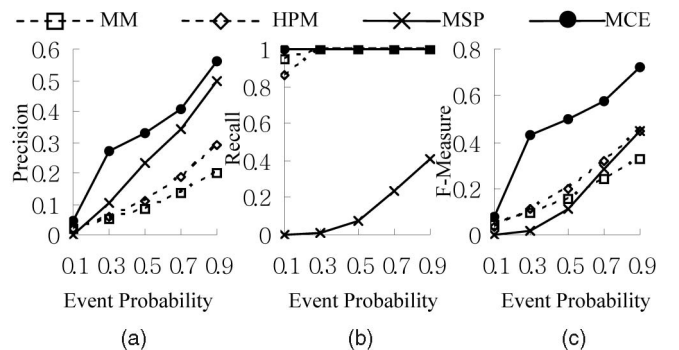 MM HPM MSP MCE
0.6
0.5
0.4
0.3
0.2
0.1
0
Precision
0.1 0.3 0.5 0.7 0.9
Event Probability
(a)
1
0.8
0.6
0.4
0.2
0
Recall
0.1 0.3 0.5 0.7 0.9
Event Probability
(b)
0.8
0.6
0.4
0.2
0
F-Measure
0.1 0.3 0.5 0.7 0.9
Event Probability
(c)